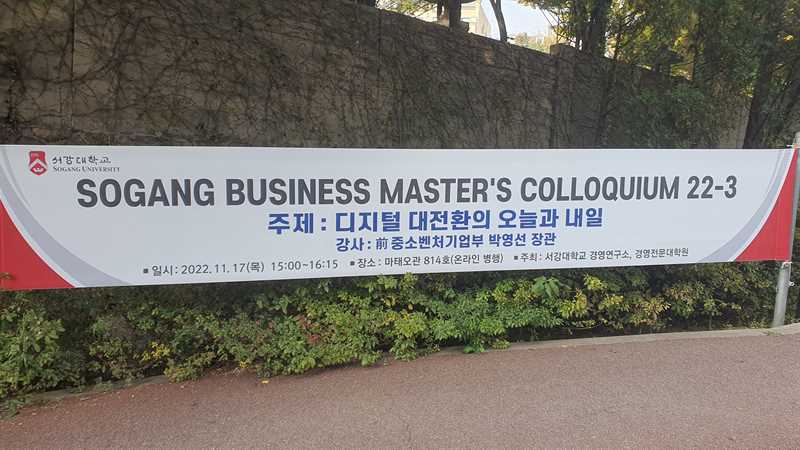 서강대학교
SOGANG UNIVERSITY
SOGANG BUSINESS MASTER'S COLLOQUIUM 22-3
주제 : 디지털 대전환의 오늘과 내일
강사 : 前 중소벤처기업부 박영선 장관
■ 일시 : 2022. 11. 17(목) 15:00~16:15 ■ 장소 : 마태오관 814호(온라인 병행) ■ 주최 : 서강대학교 경영연구소, 경영전문대학원